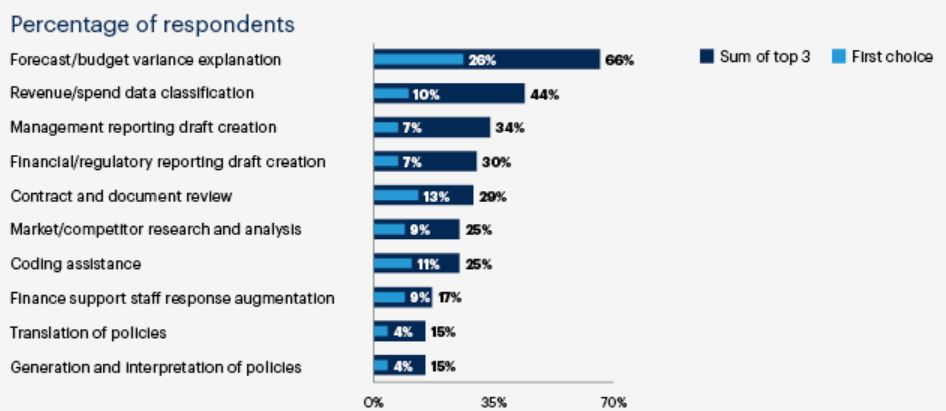 Percentage of respondents
Sum of top 3 First choice
Forecast/budget variance explanation 26% 66%
Revenue/spend data classification 10% 44%
Management reporting draft creation 7% 34%
Financial/regulatory reporting draft creation 7% 30%
Contract and document review 13% 29%
Market/competitor research and analysis 9% 25%
Coding assistance 11% 25%
Finance support staff response augmentation 9% 17%
Translation of policies 4% 15%
Generation and interpretation of policies 4% 15%
0% 35% 70%